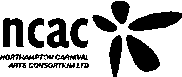 ncac
NORTHAMPTON CARNIVAL
ARTS CONSORTIUM LTD